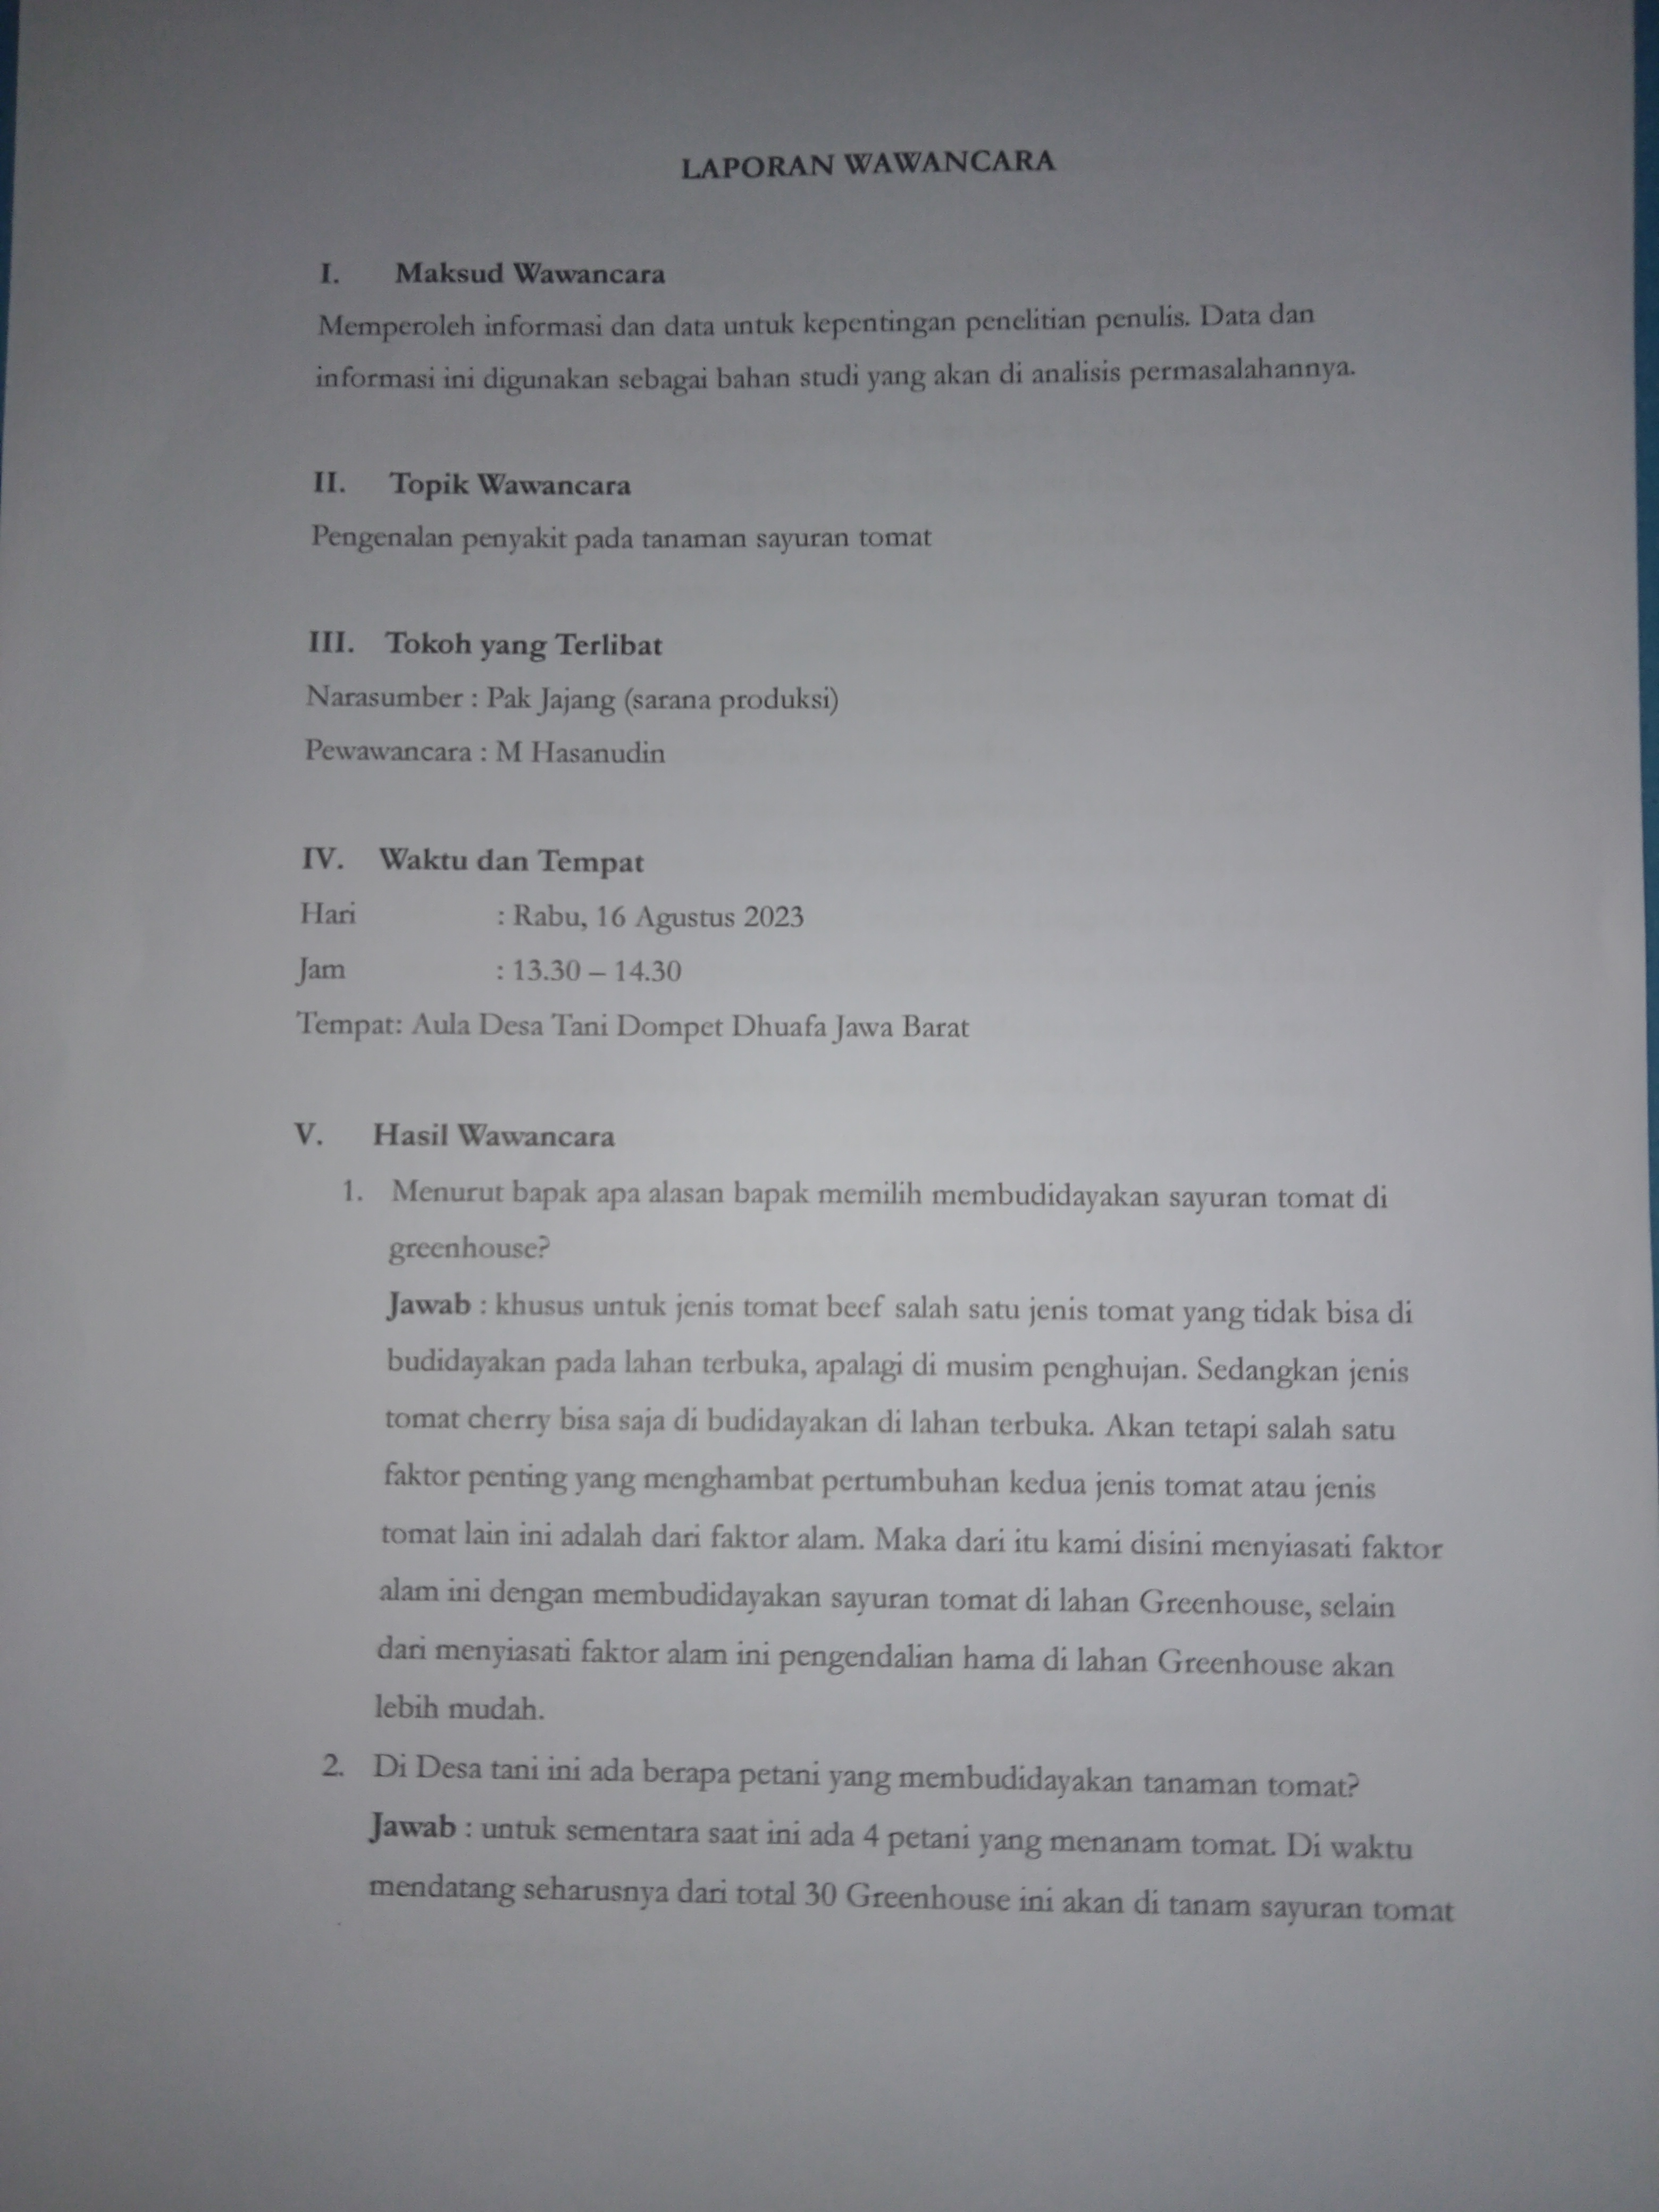 LAPORAN WAWANCARA
I. Maksud Wawancara
Memperoleh informasi dan data untuk kepentingan penelitian penulis. Data dan
informasi ini digunakan sebagai bahan studi yang akan di analisis permasalahannya.
II. Topik Wawancara
Pengenalan penyakit pada tanaman sayuran tomat
III. Tokoh yang Terlibat
Narasumber : Pak Jajang (sarana produksi)
Pewawancara : M Hasanudin
IV. Waktu dan Tempat
Hari : Rabu, 16 Agustus 2023
Jam : 13.30 – 14.30
Tempat: Aula Desa Tani Dompet Dhuafa Jawa Barat
V. Hasil Wawancara
1. Menurut bapak apa alasan bapak memilih membudidayakan sayuran tomat di
greenhouse?
Jawab : khusus untuk jenis tomat beef salah satu jenis tomat yang tidak bisa di
budidayakan pada lahan terbuka, apalagi di musim penghujan. Sedangkan jenis
tomat cherry bisa saja di budidayakan di lahan terbuka. Akan tetapi salah satu
faktor penting yang menghambat pertumbuhan kedua jenis tomat atau jenis
tomat lain ini adalah dari faktor alam. Maka dari itu kami disini menyiasati faktor
alam ini dengan membudidayakan sayuran tomat di lahan Greenhouse, selain
dari menyiasati faktor alam ini pengendalian hama di lahan Greenhouse akan
lebih mudah.
2. Di Desa tani ini ada berapa petani yang membudidayakan tanaman tomat?
Jawab : untuk sementara saat ini ada 4 petani yang menanam tomat. Di waktu
mendatang seharusnya dari total 30 Greenhouse ini akan di tanam sayuran tomat